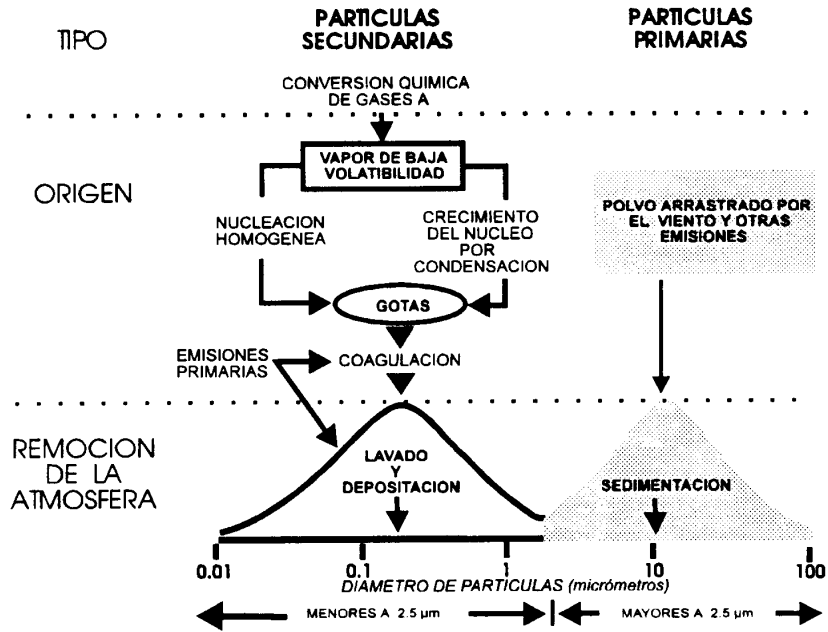 TIPO
PARTICULAS
SECUNDARIAS
PARTICULAS
PRIMARIAS
CONVERSION QUIMICA
DE GASES A
ORIGEN
VAPOR DE BAJA
VOLATIBILIDAD
NUCLEACION
HOMOGENEA
CRECIMIENTO
DEL NUCLEO
POR
CONDENSACION
POLVO ARRASTRADO POR
EL VIENTO Y OTRAS
EMISIONES
GOTAS
EMISIONES
PRIMARIAS
COAGULACION
REMOCION
DE LA
ATMOSFERA
LAVADO
Y
DEPOSITACION
SEDIMENTACION
0.01 0.1 1 10 100
DIAMETRO DE PARTICULAS (micrómetros)
MENORES A 2.5 µm MAYORES A 2.5 µm